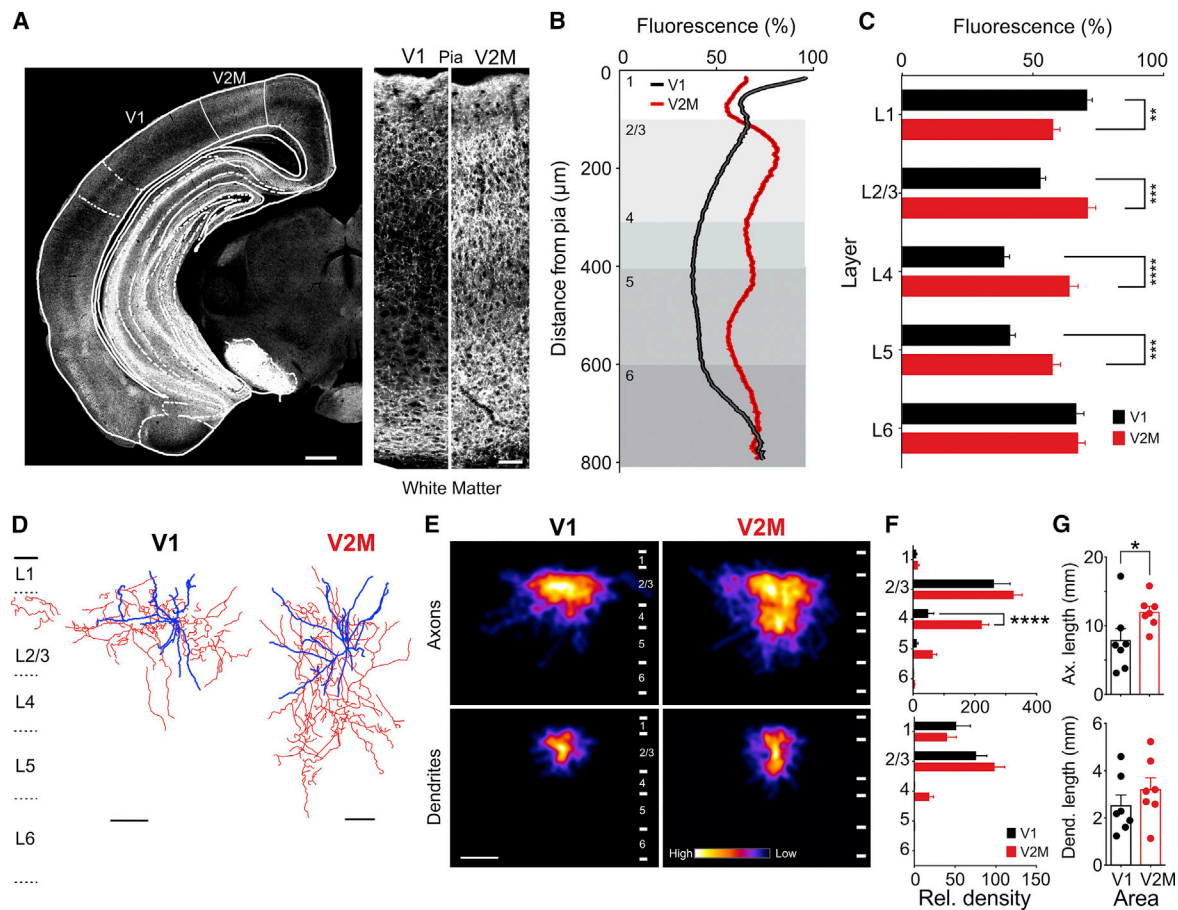 A
V2M
V1
V1 Pia V2M
White Matter
B
Fluorescence (%)
0 50 100
V1
V2M
Distance from pia (µm)
0
200
400
600
800
1
2/3
4
5
6
C
Fluorescence (%)
0 50 100
Layer
L1
**
L2/3
***
L4
****
L5
***
L6
V1
V2M
D
V1
V2M
L1
L2/3
L4
L5
L6
E
V1
V2M
Axons
1
2/3
4
5
6
Dendrites
1
2/3
4
5
6
High Low
F
1
2/3
4
****
5
6
0 200 400
1
2/3
4
5
6
V1
V2M
0 50 100 150
Rel. density
G
*
Ax. length (mm)
20
10
0
Dend. length (mm)
6
4
2
0
V1 V2M
Area